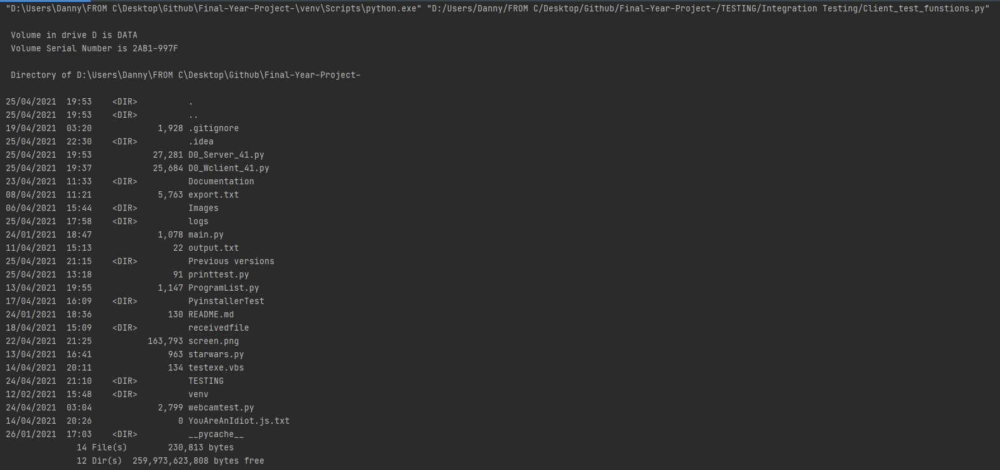 "D:\Users\Danny\FROM C\Desktop\Github\Final-Year-Project-\venv\Scripts\python.exe" "D:/Users/Danny/FROM C/Desktop/Github/Final-Year-Project-/TESTING/Integration Testing/Client_test_funstions.py"
Volume in drive D is DATA
Volume Serial Number is 2AB1-997F
Directory of D:\Users\Danny\FROM C\Desktop\Github\Final-Year-Project-
25/04/2021  19:53    <DIR>          .
25/04/2021  19:53    <DIR>          ..
19/04/2021  03:20             1,928 .gitignore
25/04/2021  22:30    <DIR>          .idea
25/04/2021  19:53            27,281 D0_Server_41.py
25/04/2021  19:37            25,684 D0_Wclient_41.py
23/04/2021  11:33    <DIR>          Documentation
08/04/2021  11:21             5,763 export.txt
06/04/2021  15:44    <DIR>          Images
25/04/2021  17:58    <DIR>          logs
24/01/2021  18:47             1,078 main.py
11/04/2021  15:13                22 output.txt
25/04/2021  21:15    <DIR>          Previous versions
25/04/2021  13:18                91 printtest.py
13/04/2021  19:55             1,147 ProgramList.py
17/04/2021  16:09    <DIR>          PyinstallerTest
24/01/2021  18:36               130 README.md
18/04/2021  15:09    <DIR>          receivedfile
22/04/2021  21:25           163,793 screen.png
13/04/2021  16:41               963 starwars.py
14/04/2021  20:11               134 testexe.vbs
24/04/2021  21:10    <DIR>          TESTING
12/02/2021  15:48    <DIR>          venv
24/04/2021  03:04             2,799 webcamtest.py
14/04/2021  20:26                 0 YouAreAnIdiot.js.txt
26/01/2021  17:03    <DIR>          __pycache__
14 File(s)        230,813 bytes
12 Dir(s)  259,973,623,808 bytes free